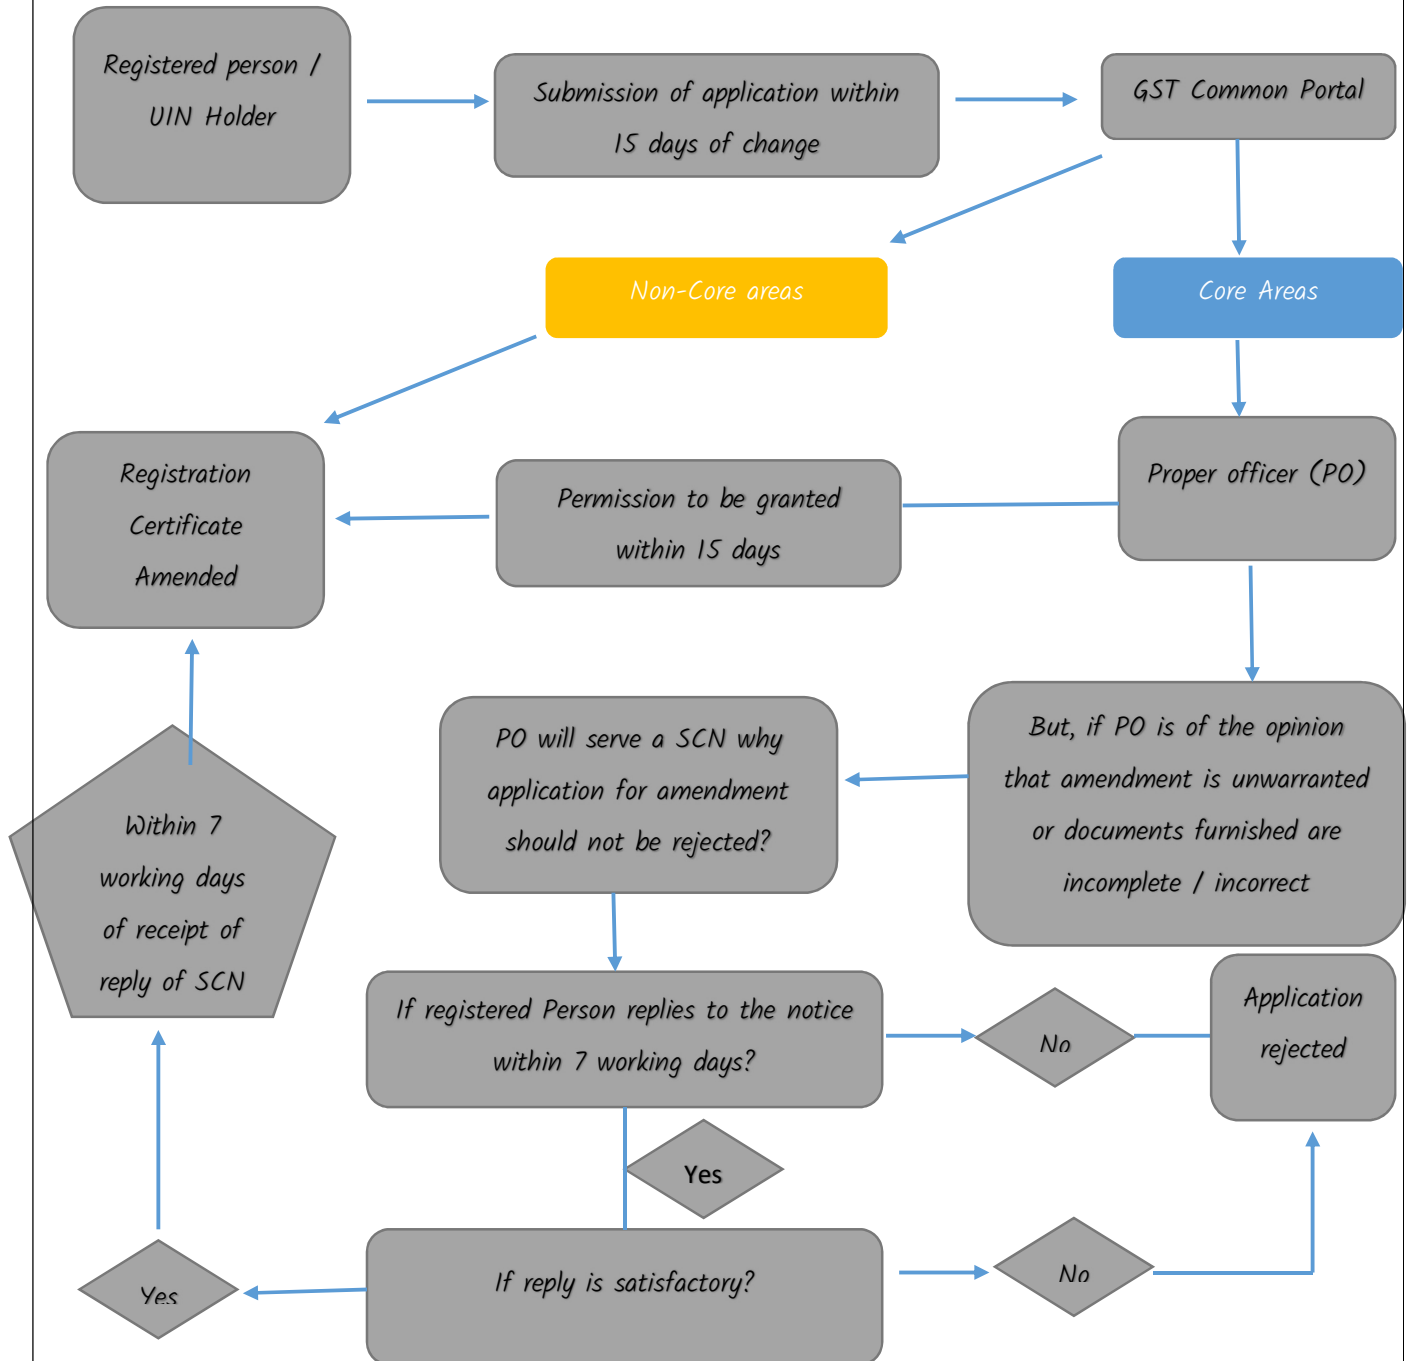 Registered person /
UIN Holder
Submission of application within
15 days of change
GST Common Portal
Non-Core areas
Core Areas
Registration
Certificate
Amended
Permission to be granted
within 15 days
Proper officer (PO)
But, if PO is of the opinion
that amendment is unwarranted
or documents furnished are
incomplete / incorrect
PO will serve a SCN why
application for amendment
should not be rejected?
Within 7
working days
of receipt of
reply of SCN
If registered Person replies to the notice
within 7 working days?
No
Application
rejected
Yes
If reply is satisfactory?
No
Yes